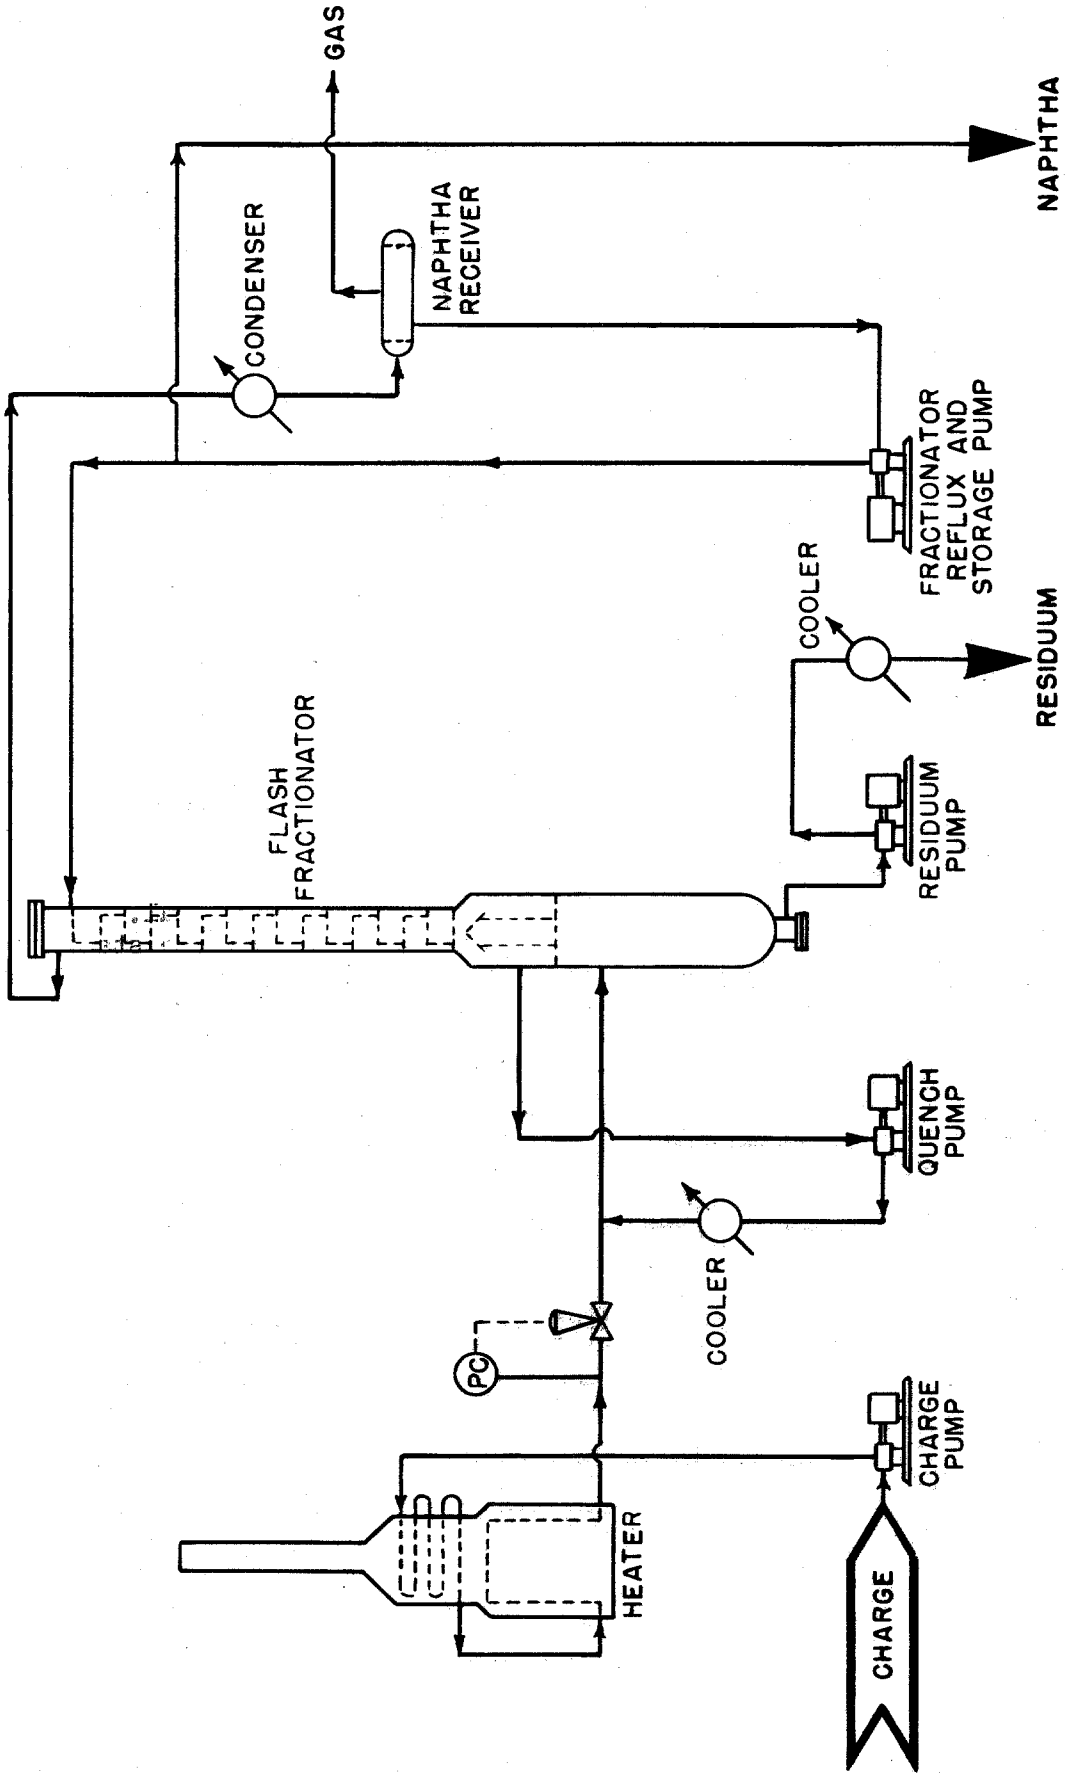 GAS
CONDENSER
NAPHTHA
RECEIVER
NAPHTHA
FLASH
FRACTIONATOR
FRACTIONATOR
REFLUX AND
STORAGE PUMP
COOLER
RESIDUUM
RESIDUUM
PUMP
QUENCH
PUMP
COOLER
PC
CHARGE
PUMP
HEATER
CHARGE